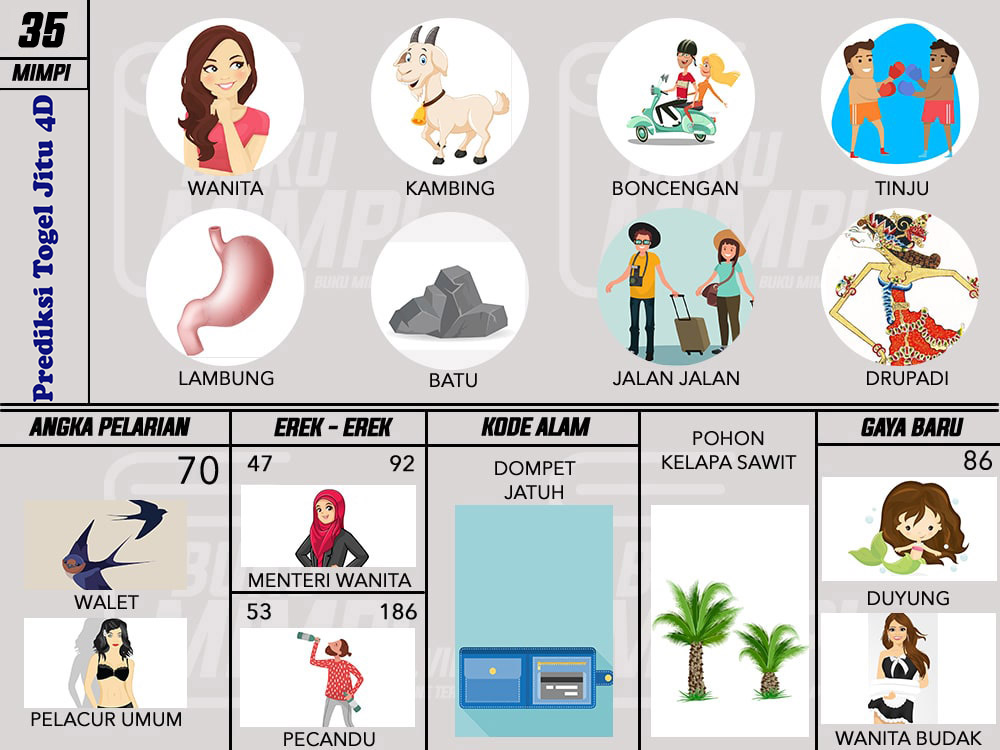 35
MIMPI
Prediksi Togel Jitu 4D
WANITA
KAMBING
BONCENGAN
TINJU
LAMBUNG
BATU
JALAN JALAN
DRUPADI
ANGKA PELARIAN
70
WALET
PELACUR UMUM
EREK - EREK
47 92
MENTERI WANITA
53 186
PECANDU
KODE ALAM
DOMPET
JATUH
POHON
KELAPA SAWIT
GAYA BARU
86
DUYUNG
WANITA BUDAK
BUKU
MIMPI